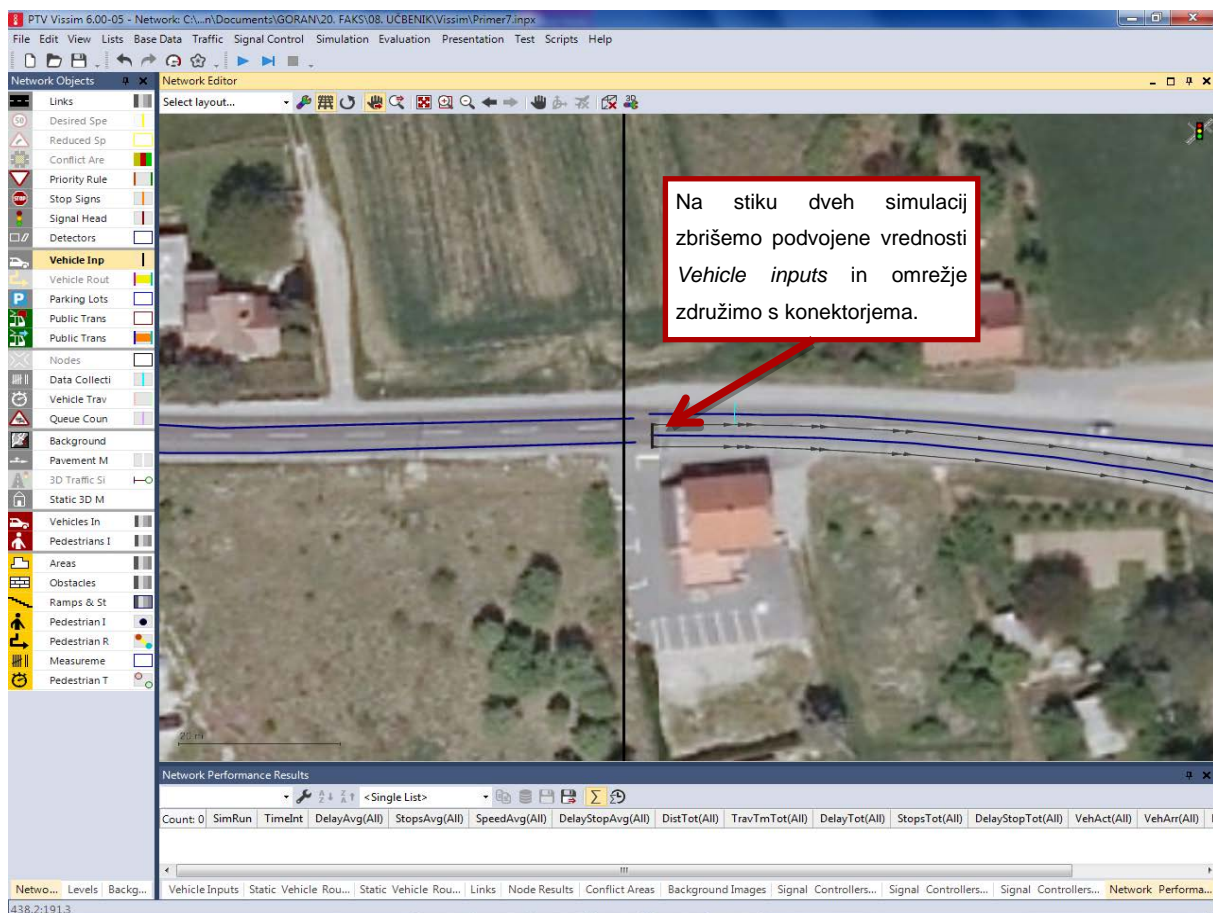 PTV Vissim 6.00-05 - Network: C:\...n\Documents\GORAN\20. FAKS\08. UČBENIK\Vissim\Primer7.inpx
File Edit View Lists Base Data Traffic Signal Control Simulation Evaluation Presentation Test Scripts Help
Network Objects
Network Editor
Select layout...
Links
50 Desired Spe
Reduced Sp
Conflict Are
Priority Rule
STOP Stop Signs
Signal Head
Detectors
Vehicle Inp
Vehicle Rout
P Parking Lots
Public Trans
Public Trans
Nodes
Data Collecti
Vehicle Trav
Queue Coun
Background
Pavement M
3D Traffic Si
Static 3D M
Vehicles In
Pedestrians I
Areas
Obstacles
Ramps & St
Pedestrian I
Pedestrian R
Measureme
Pedestrian T
Na stiku dveh simulacij
zbrišemo podvojene vrednosti
Vehicle inputs in omrežje
združimo s konektorjema.
20 m
Network Performance Results
<Single List>
Count: 0 SimRun TimeInt DelayAvg(All) StopsAvg(All) SpeedAvg(All) DelayStopAvg(All) DistTot(All) TravTmTot(All) DelayTot(All) StopsTot(All) DelayStopTot(All) VehAct(All) VehArr(All)
Netwo... Levels Backg...
Vehicle Inputs Static Vehicle Rou... Static Vehicle Rou... Links Node Results Conflict Areas Background Images Signal Controllers... Signal Controllers... Signal Controllers... Network Performa...
438.2:191.3